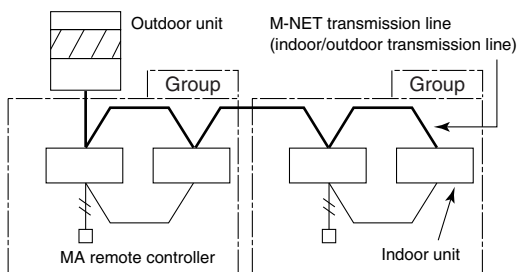 Outdoor unit
M-NET transmission line
(indoor/outdoor transmission line)
Group
Group
MA remote controller
Indoor unit